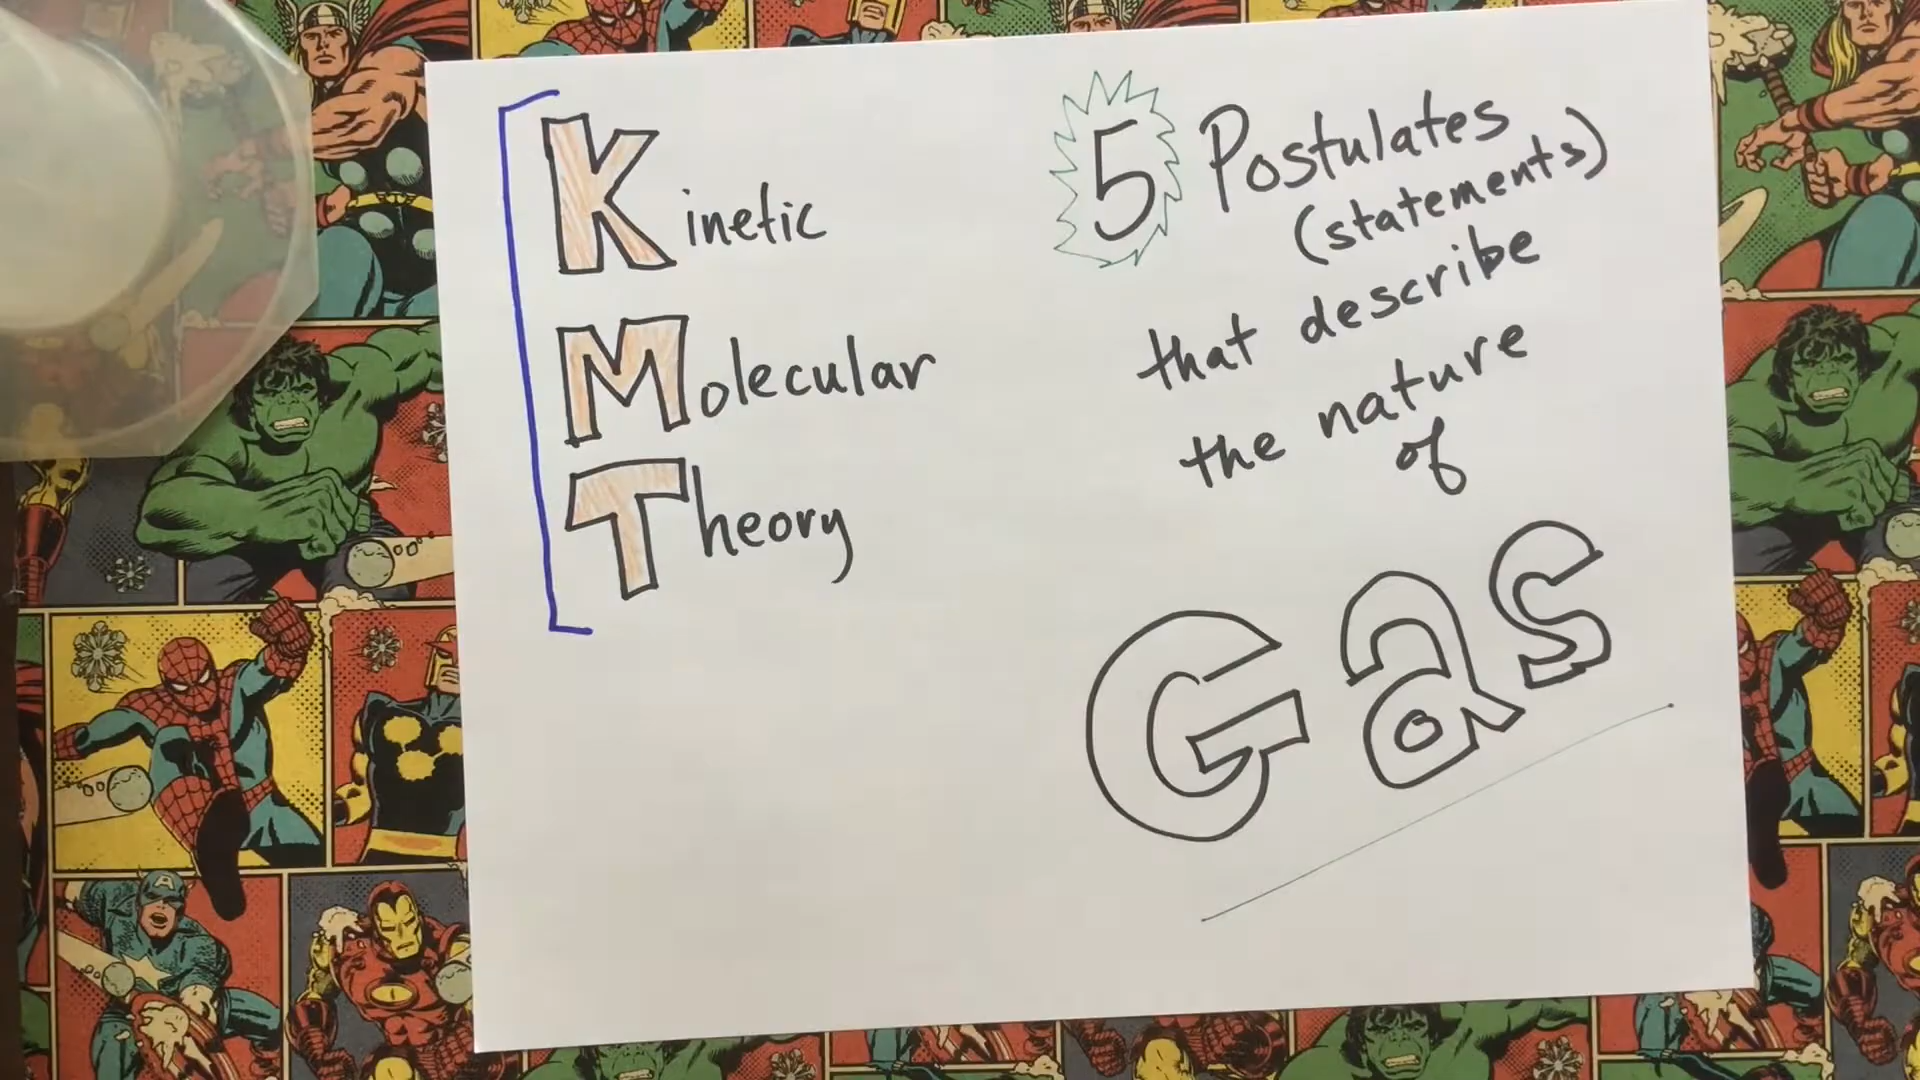 Kinetic
Molecular
Theory
5 Postulates
(statements)
that describe
the nature
of
Gas